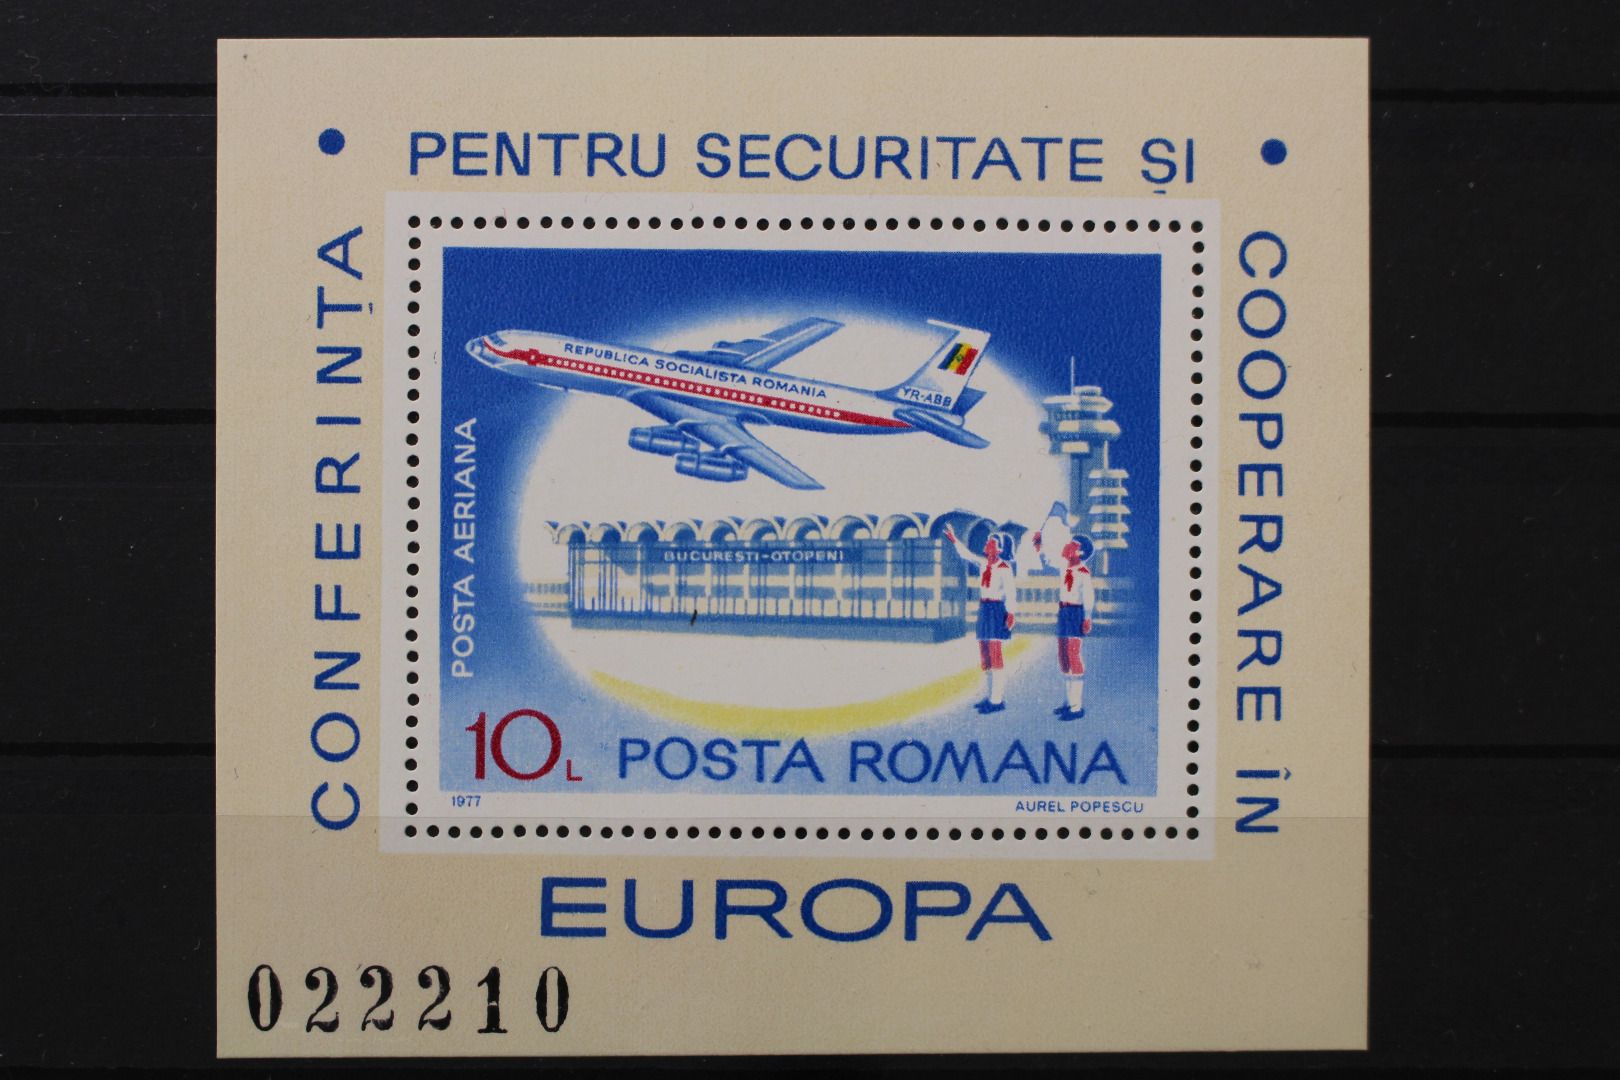 CONFERINȚA
PENTRU SECURITATE ȘI
COOPERARE ÎN
EUROPA
REPUBLICA SOCIALISTA ROMANIA
YR-ABB
POSTA AERIANA
BUCURESTI-OTOPENI
10L
POSTA ROMANA
1977
AUREL POPESCU
022210